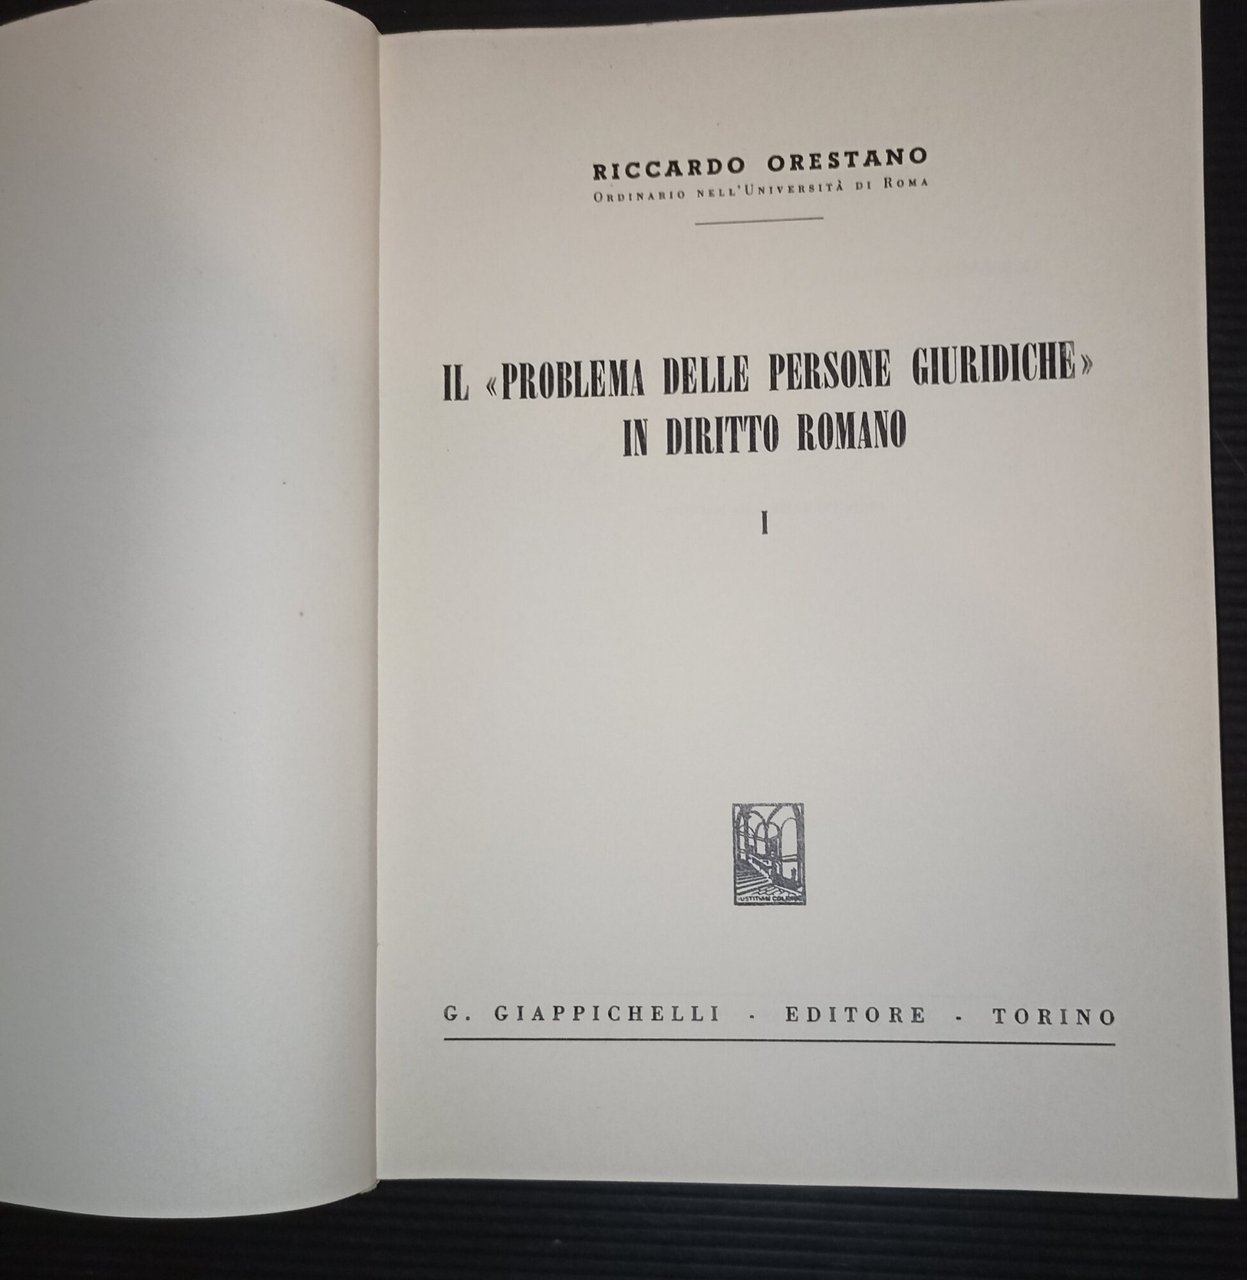 RICCARDO ORESTANO
ORDINARIO NELL'UNIVERSITÀ DI ROMA
IL «PROBLEMA DELLE PERSONE GIURIDICHE»
IN DIRITTO ROMANO
I
G. GIAPPICHELLI - EDITORE - TORINO